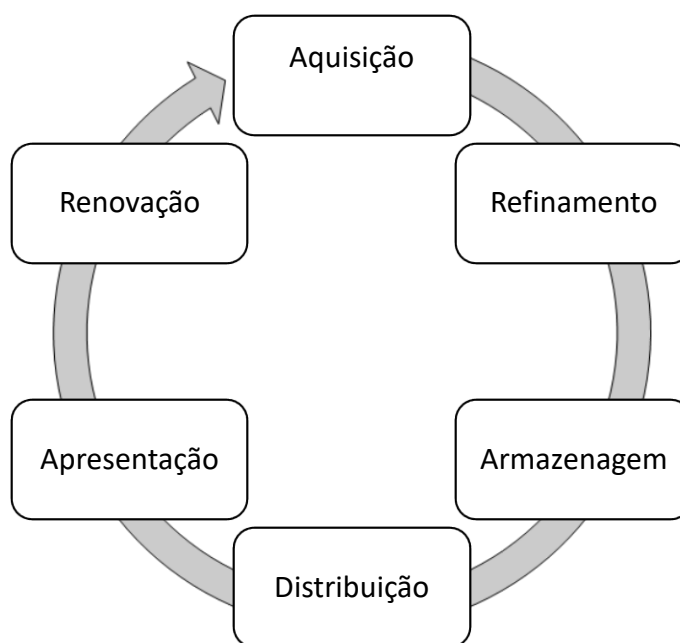 Aquisição
Refinamento
Armazenagem
Distribuição
Apresentação
Renovação